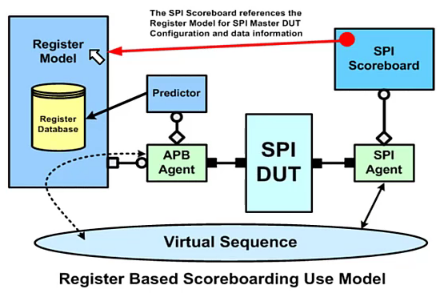 The SPI Scoreboard references the
Register Model for SPI Master DUT
Configuration and data information
Register
Model
SPI
Scoreboard
Predictor
Register
Database
APB
Agent
SPI
DUT
SPI
Agent
Virtual Sequence
Register Based Scoreboarding Use Model